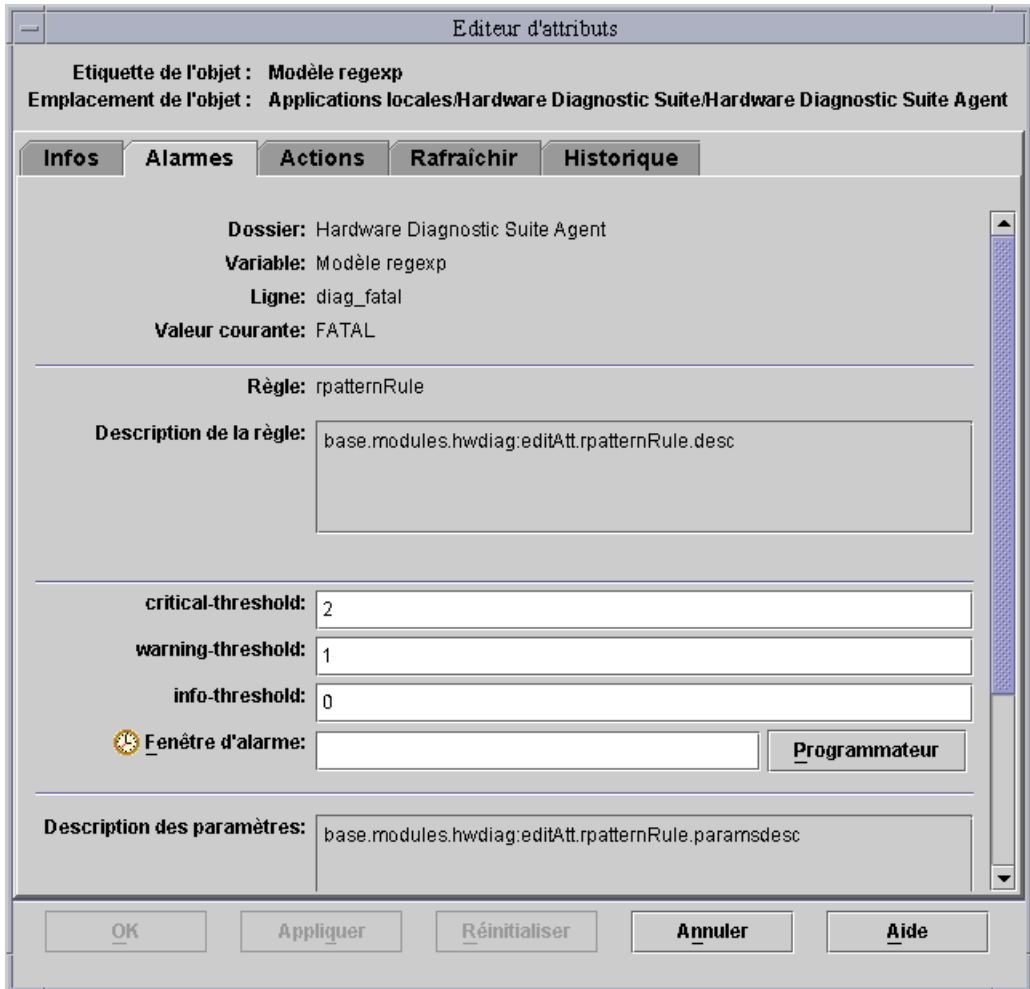 Editeur d'attributs
Etiquette de l'objet : Modèle regexp
Emplacement de l'objet : Applications locales/Hardware Diagnostic Suite/Hardware Diagnostic Suite Agent
Infos Alarmes Actions Rafraîchir Historique
Dossier: Hardware Diagnostic Suite Agent
Variable: Modèle regexp
Ligne: diag_fatal
Valeur courante: FATAL
Règle: rpatternRule
Description de la règle: base.modules.hwdiag:editAtt.rpatternRule.desc
critical-threshold: 2
warning-threshold: 1
info-threshold: 0
Fenêtre d'alarme: Programmateur
Description des paramètres: base.modules.hwdiag:editAtt.rpatternRule.paramsdesc
OK Appliquer Réinitialiser Annuler Aide